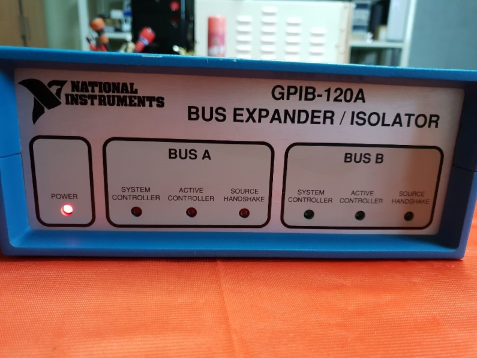 NATIONAL
INSTRUMENTS
GPIB-120A
BUS EXPANDER / ISOLATOR
POWER
BUS A
SYSTEM
CONTROLLER
ACTIVE
CONTROLLER
SOURCE
HANDSHAKE
BUS B
SYSTEM
CONTROLLER
ACTIVE
CONTROLLER
SOURCE
HANDSHAKE